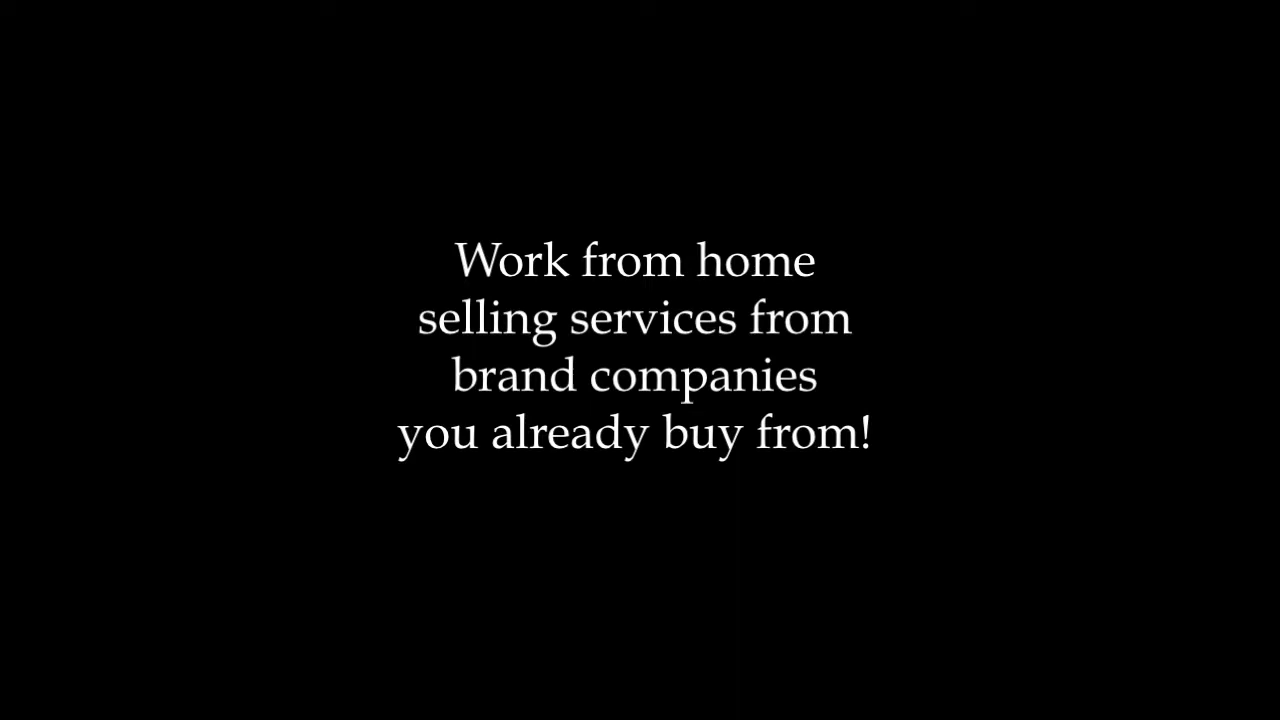 Work from home
selling services from
brand companies
you already buy from!